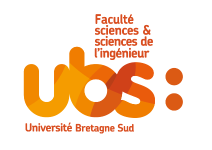 Faculté
sciences &
sciences de
l'ingénieur
ubs:
Université Bretagne Sud